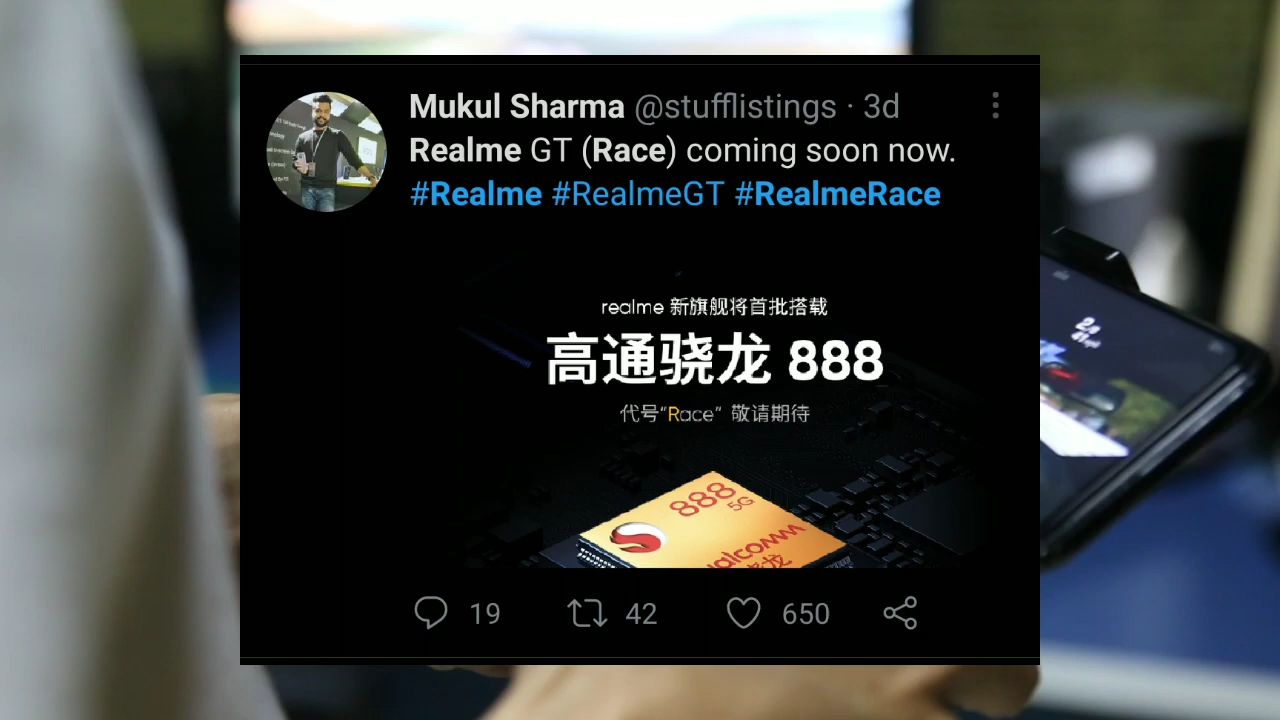 Mukul Sharma @stufflistings · 3d
Realme GT (Race) coming soon now.
#Realme #RealmeGT #RealmeRace
realme 新旗舰将首批搭载
高通骁龙 888
代号“Race” 敬请期待
888
5G
19 42 650